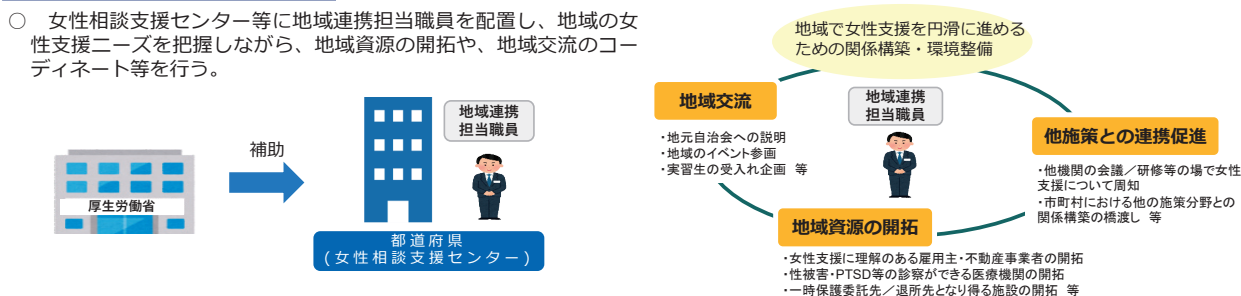 ○　女性相談支援センター等に地域連携担当職員を配置し、地域の女
性支援ニーズを把握しながら、地域資源の開拓や、地域交流のコー
ディネート等を行う。
厚生労働省
補助
地域連携
担当職員
都道府県
(女性相談支援センター)
地域で女性支援を円滑に進める
ための関係構築・環境整備
地域交流
・地元自治会への説明
・地域のイベント参画
・実習生の受入れ企画　等
地域連携
担当職員
他施策との連携促進
・他機関の会議／研修等の場で女性
支援について周知
・市町村における他の施策分野との
関係構築の橋渡し　等
地域資源の開拓
・女性支援に理解のある雇用主・不動産事業者の開拓
・性被害・PTSD等の診察ができる医療機関の開拓
・一時保護委託先／退所先となり得る施設の開拓　等